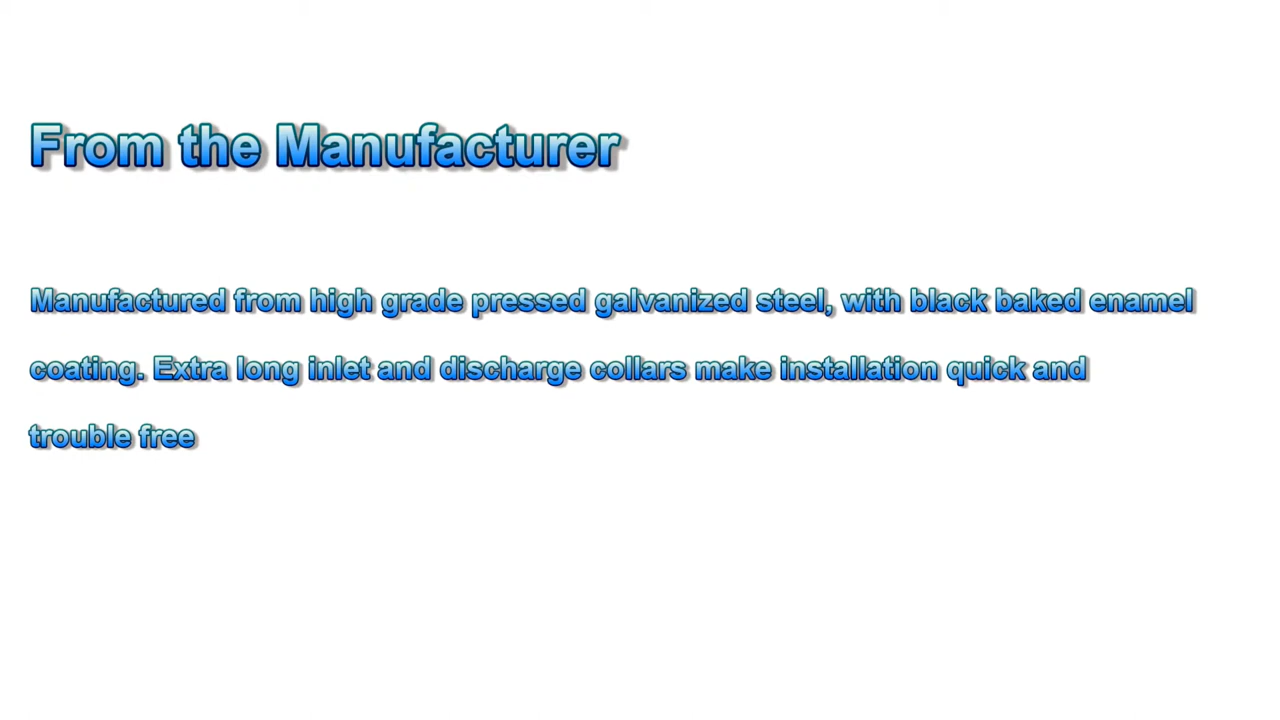 From the Manufacturer
Manufactured from high grade pressed galvanized steel, with black baked enamel
coating. Extra long inlet and discharge collars make installation quick and
trouble free